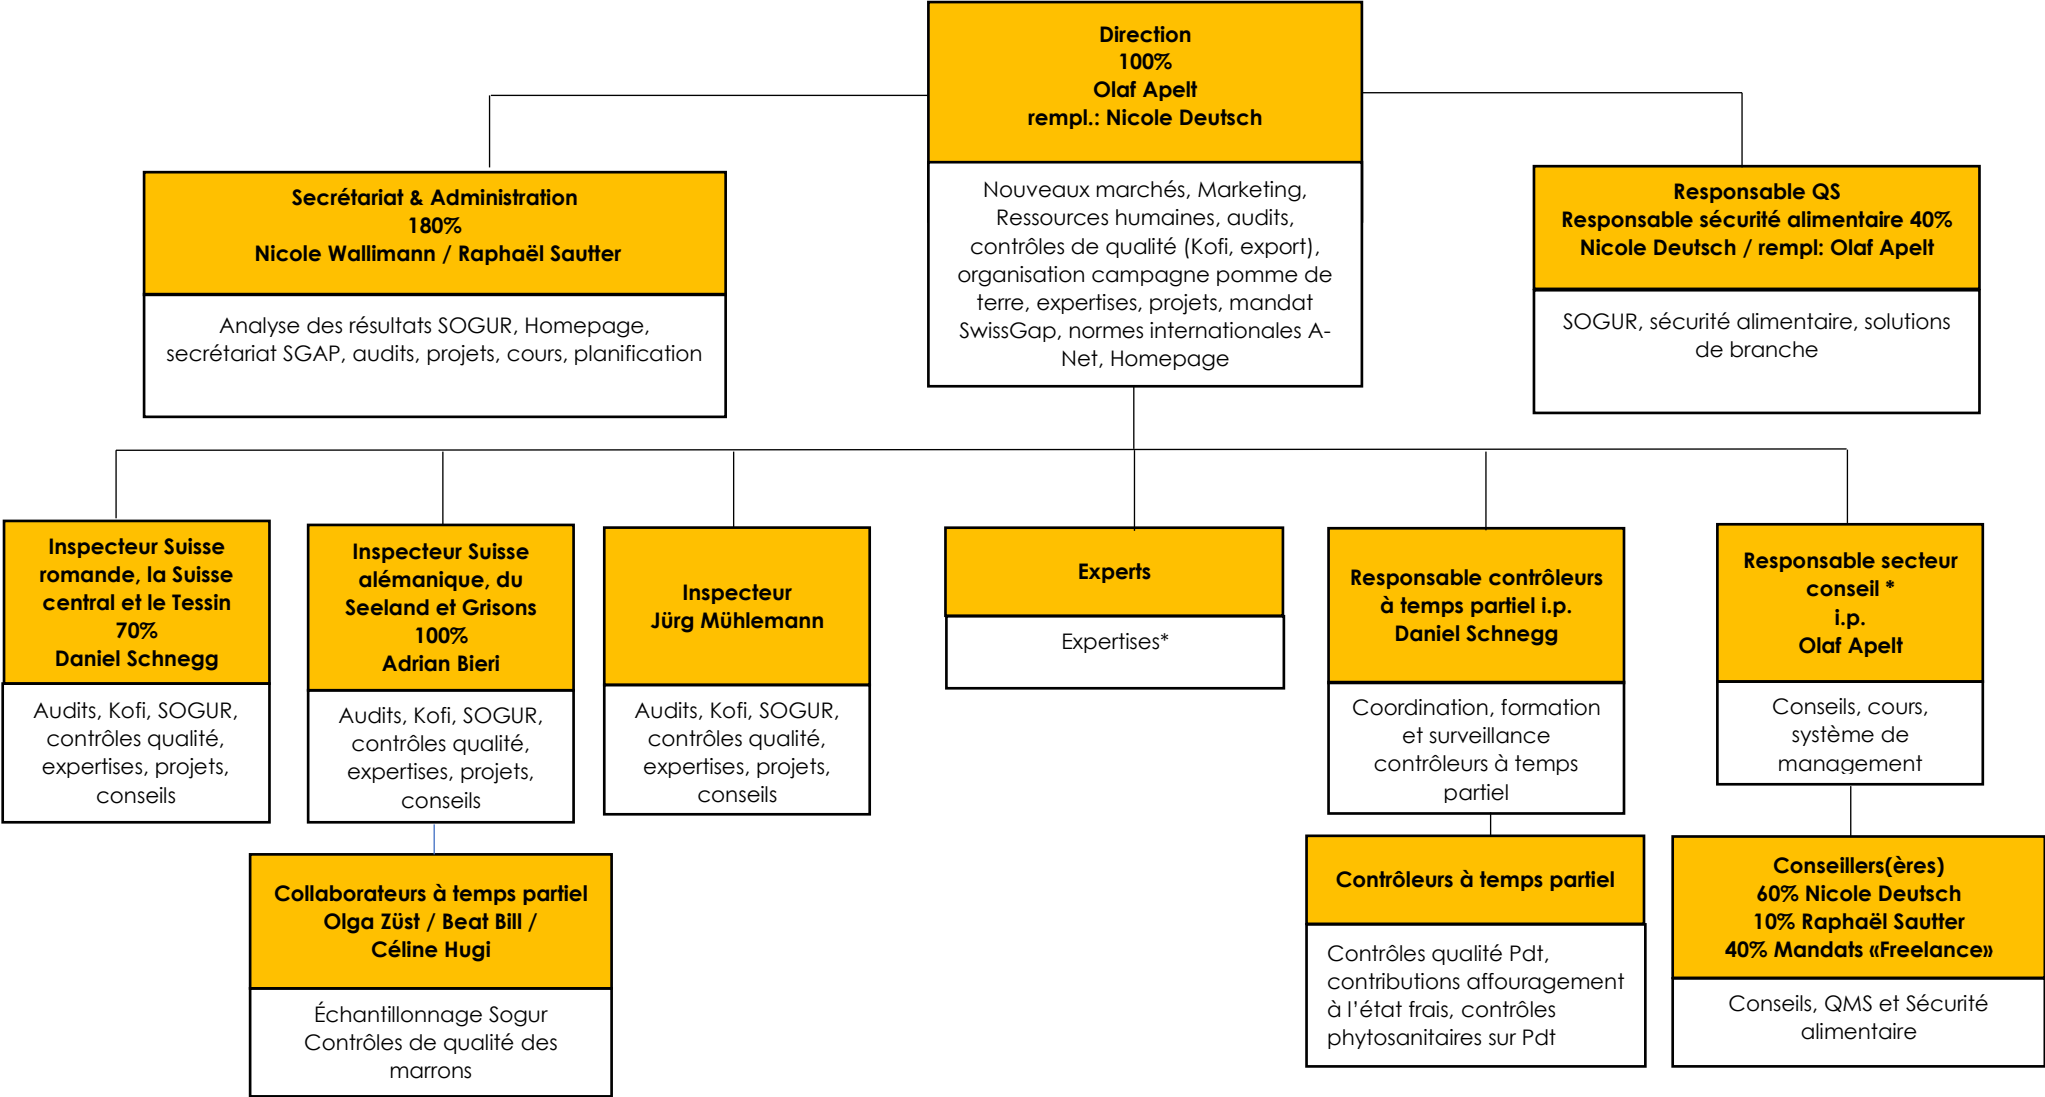 Direction
100%
Olaf Apelt
rempl.: Nicole Deutsch
Nouveaux marchés, Marketing,
Ressources humaines, audits,
contrôles de qualité (Kofi, export),
organisation campagne pomme de
terre, expertises, projets, mandat
SwissGap, normes internationales A-
Net, Homepage
Secrétariat & Administration
180%
Nicole Wallimann / Raphaël Sautter
Analyse des résultats SOGUR, Homepage,
secrétariat SGAP, audits, projets, cours, planification
Responsable QS
Responsable sécurité alimentaire 40%
Nicole Deutsch / rempl: Olaf Apelt
SOGUR, sécurité alimentaire, solutions
de branche
Inspecteur Suisse
romande, la Suisse
central et le Tessin
70%
Daniel Schnegg
Audits, Kofi, SOGUR,
contrôles qualité,
expertises, projets,
conseils
Inspecteur Suisse
alémanique, du
Seeland et Grisons
100%
Adrian Bieri
Audits, Kofi, SOGUR,
contrôles qualité,
expertises, projets,
conseils
Inspecteur
Jürg Mühlemann
Audits, Kofi, SOGUR,
contrôles qualité,
expertises, projets,
conseils
Experts
Expertises*
Responsable contrôleurs
à temps partiel i.p.
Daniel Schnegg
Coordination, formation
et surveillance
contrôleurs à temps
partiel
Responsable secteur
conseil *
i.p.
Olaf Apelt
Conseils, cours,
système de
management
Collaborateurs à temps partiel
Olga Züst / Beat Bill /
Céline Hugi
Échantillonnage Sogur
Contrôles de qualité des
marrons
Contrôleurs à temps partiel
Contrôles qualité Pdt,
contributions affouragement
à l'état frais, contrôles
phytosanitaires sur Pdt
Conseillers(ères)
60% Nicole Deutsch
10% Raphaël Sautter
40% Mandats «Freelance»
Conseils, QMS et Sécurité
alimentaire